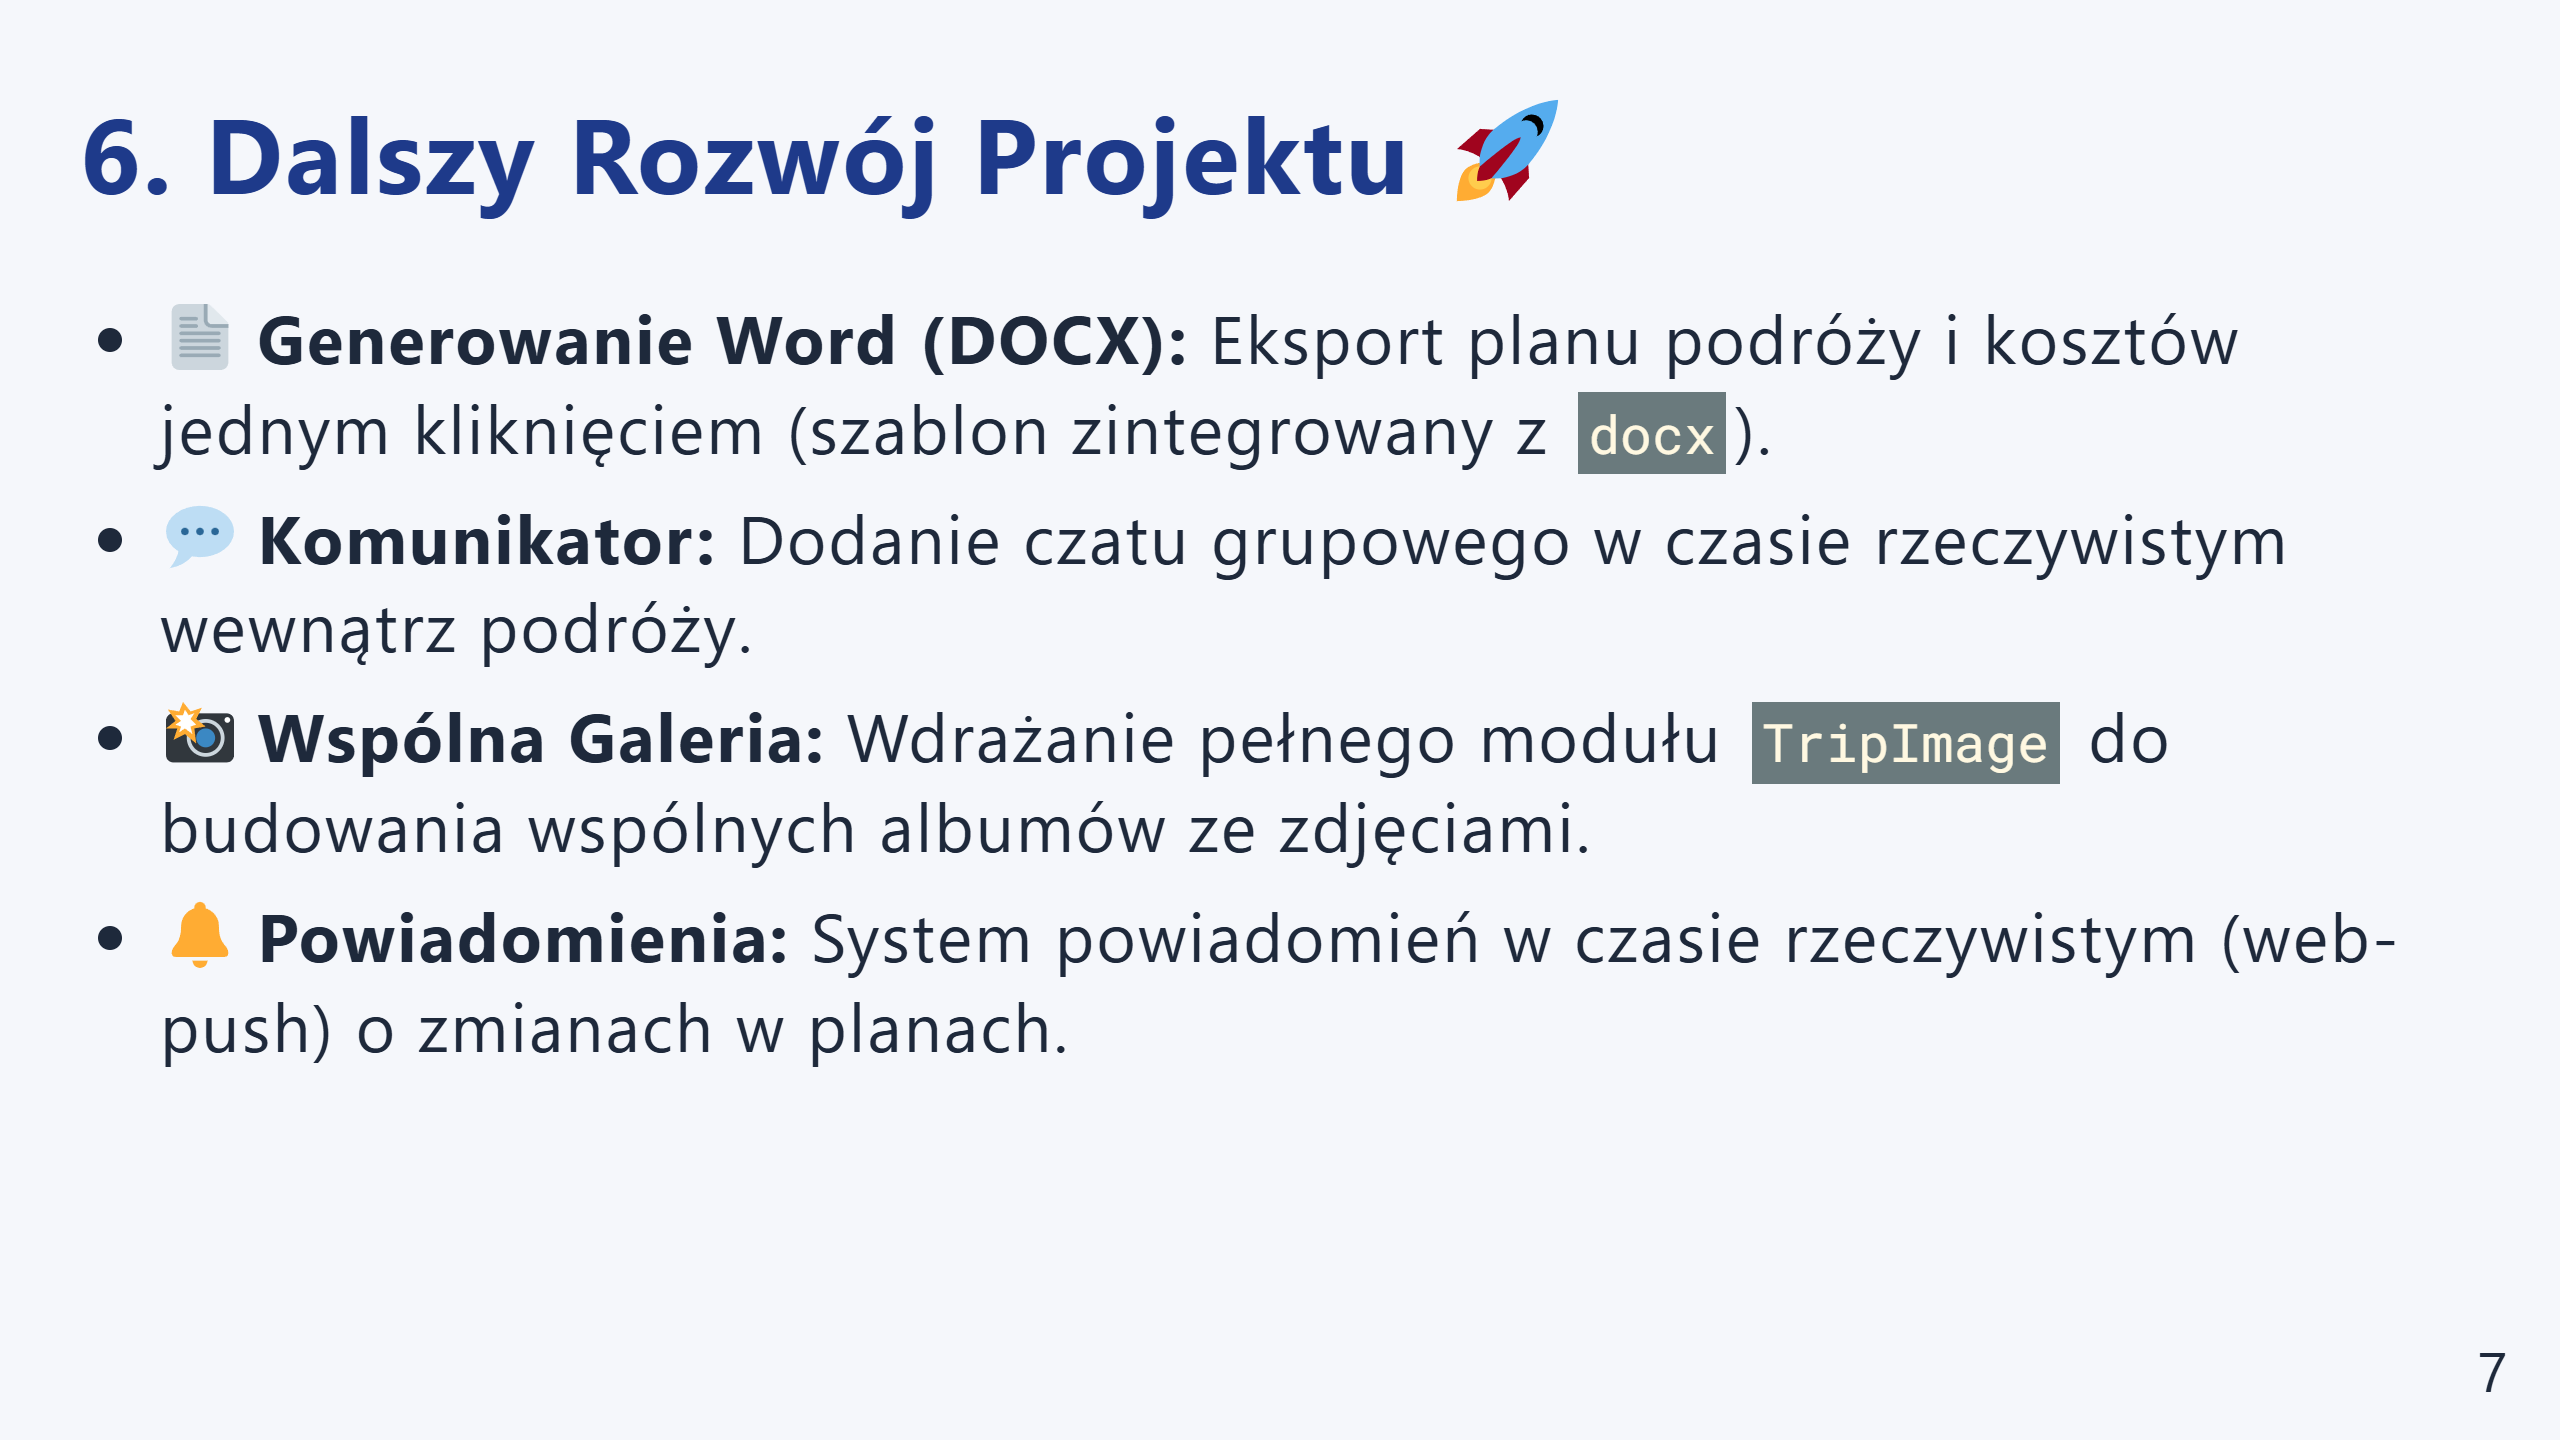 6. Dalszy Rozwój Projektu 🚀
• 📄 Generowanie Word (DOCX): Eksport planu podróży i kosztów
jednym kliknięciem (szablon zintegrowany z docx).
• 💬 Komunikator: Dodanie czatu grupowego w czasie rzeczywistym
wewnątrz podróży.
• 📸 Wspólna Galeria: Wdrażanie pełnego modułu TripImage do
budowania wspólnych albumów ze zdjęciami.
• 🔔 Powiadomienia: System powiadomień w czasie rzeczywistym (web-
push) o zmianach w planach.
7